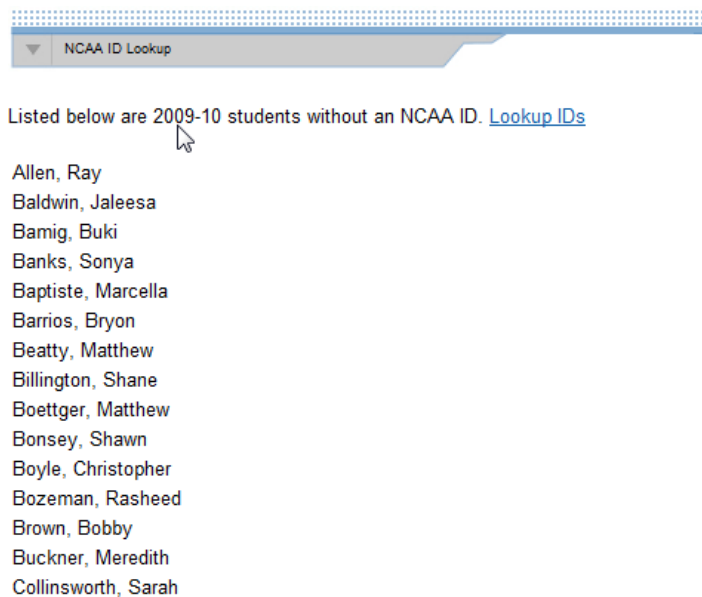 NCAA ID Lookup
Listed below are 2009-10 students without an NCAA ID. Lookup IDs
Allen, Ray
Baldwin, Jaleesa
Bamig, Buki
Banks, Sonya
Baptiste, Marcella
Barrios, Bryon
Beatty, Matthew
Billington, Shane
Boettger, Matthew
Bonsey, Shawn
Boyle, Christopher
Bozeman, Rasheed
Brown, Bobby
Buckner, Meredith
Collinsworth, Sarah